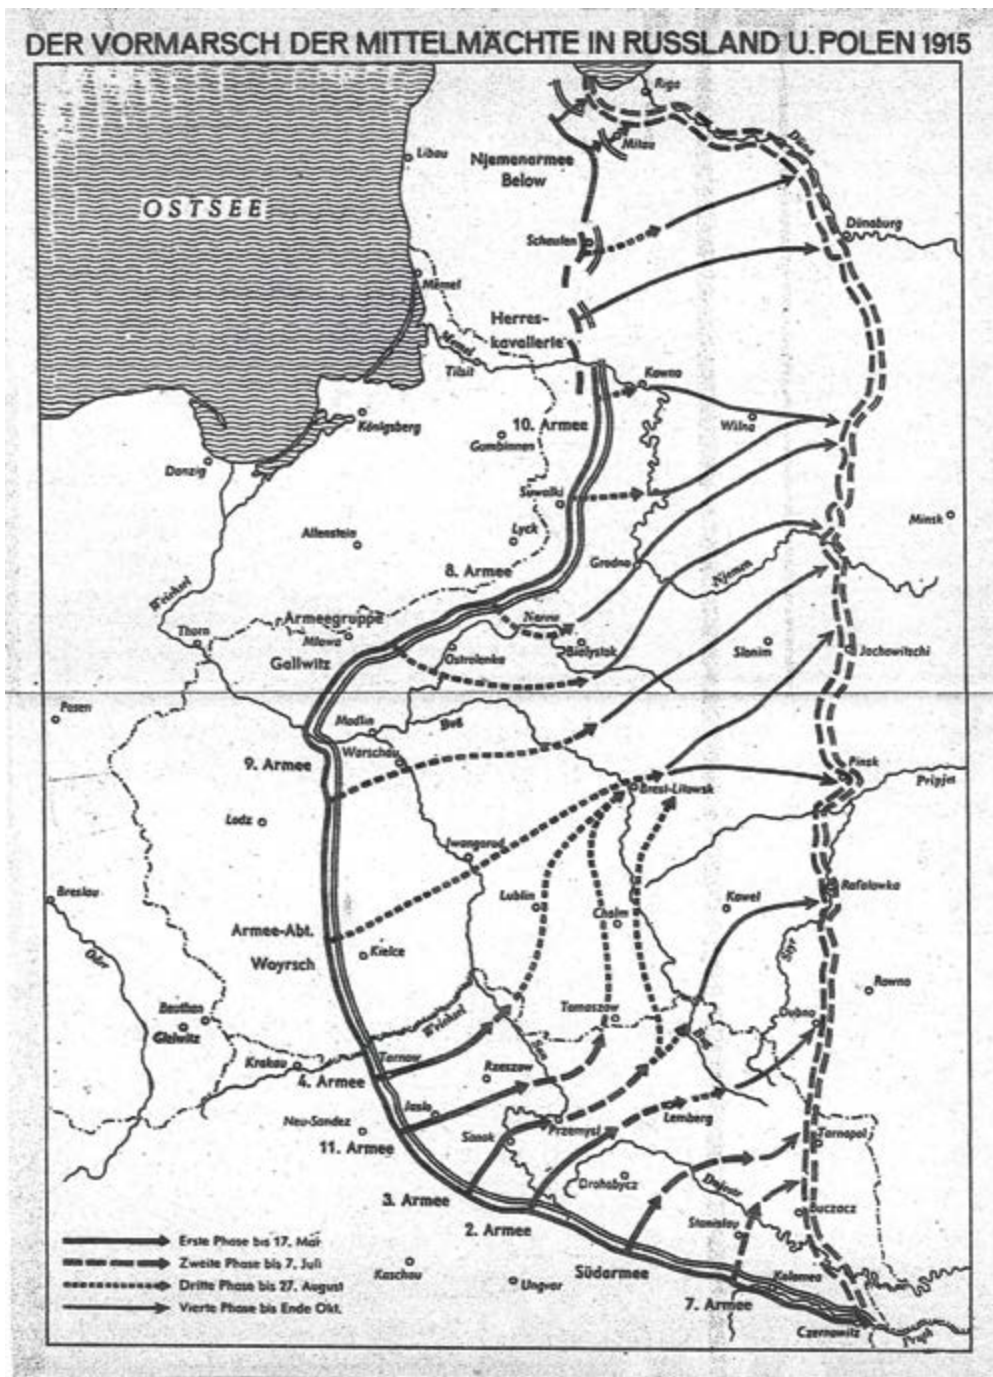 DER VORMARSCH DER MITTELMÄCHTE IN RUSSLAND U. POLEN 1915
Riga
Mitau
Düna
Libau
Njemenarmee
Below
OSTSEE
Schaulen
Dünaburg
Memel
Herres-
kavallerie
Memel
Tilsit
Kowno
Königsberg
10. Armee
Wilna
Gumbinnen
Danzig
Suwalki
Minsk
Allenstein
Lyck
8. Armee
Grodno
Njemen
Weichsel
Armeegruppe
Narew
Thorn
Mlawa
Gallwitz
Ostrolenka
Bialystok
Slonim
Jachowitschi
Posen
Modlin
Bug
Warschau
9. Armee
Pinsk
Pripjet
Brest-Litowsk
Lodz
Iwangorod
Breslau
Lublin
Kowel
Rafalowka
Cholm
Armee-Abt.
Woyrsch
Kielce
Styr
Oder
Rowno
Beuthen
Gleiwitz
Weichsel
Tomaszow
Bug
Dubno
Krakau
Tarnow
San
4. Armee
Rzeszow
Jaslo
Neu-Sandez
Lemberg
Przemysl
Sanok
Tarnopol
11. Armee
Drohobycz
Dnjestr
3. Armee
Buczacz
2. Armee
Stanislau
Erste Phase bis 17. Mai
Zweite Phase bis 7. Juli
Dritte Phase bis 27. August
Vierte Phase bis Ende Okt.
Kaschau
Ungvar
Südarmee
Kolomea
7. Armee
Czernowitz
Pruth